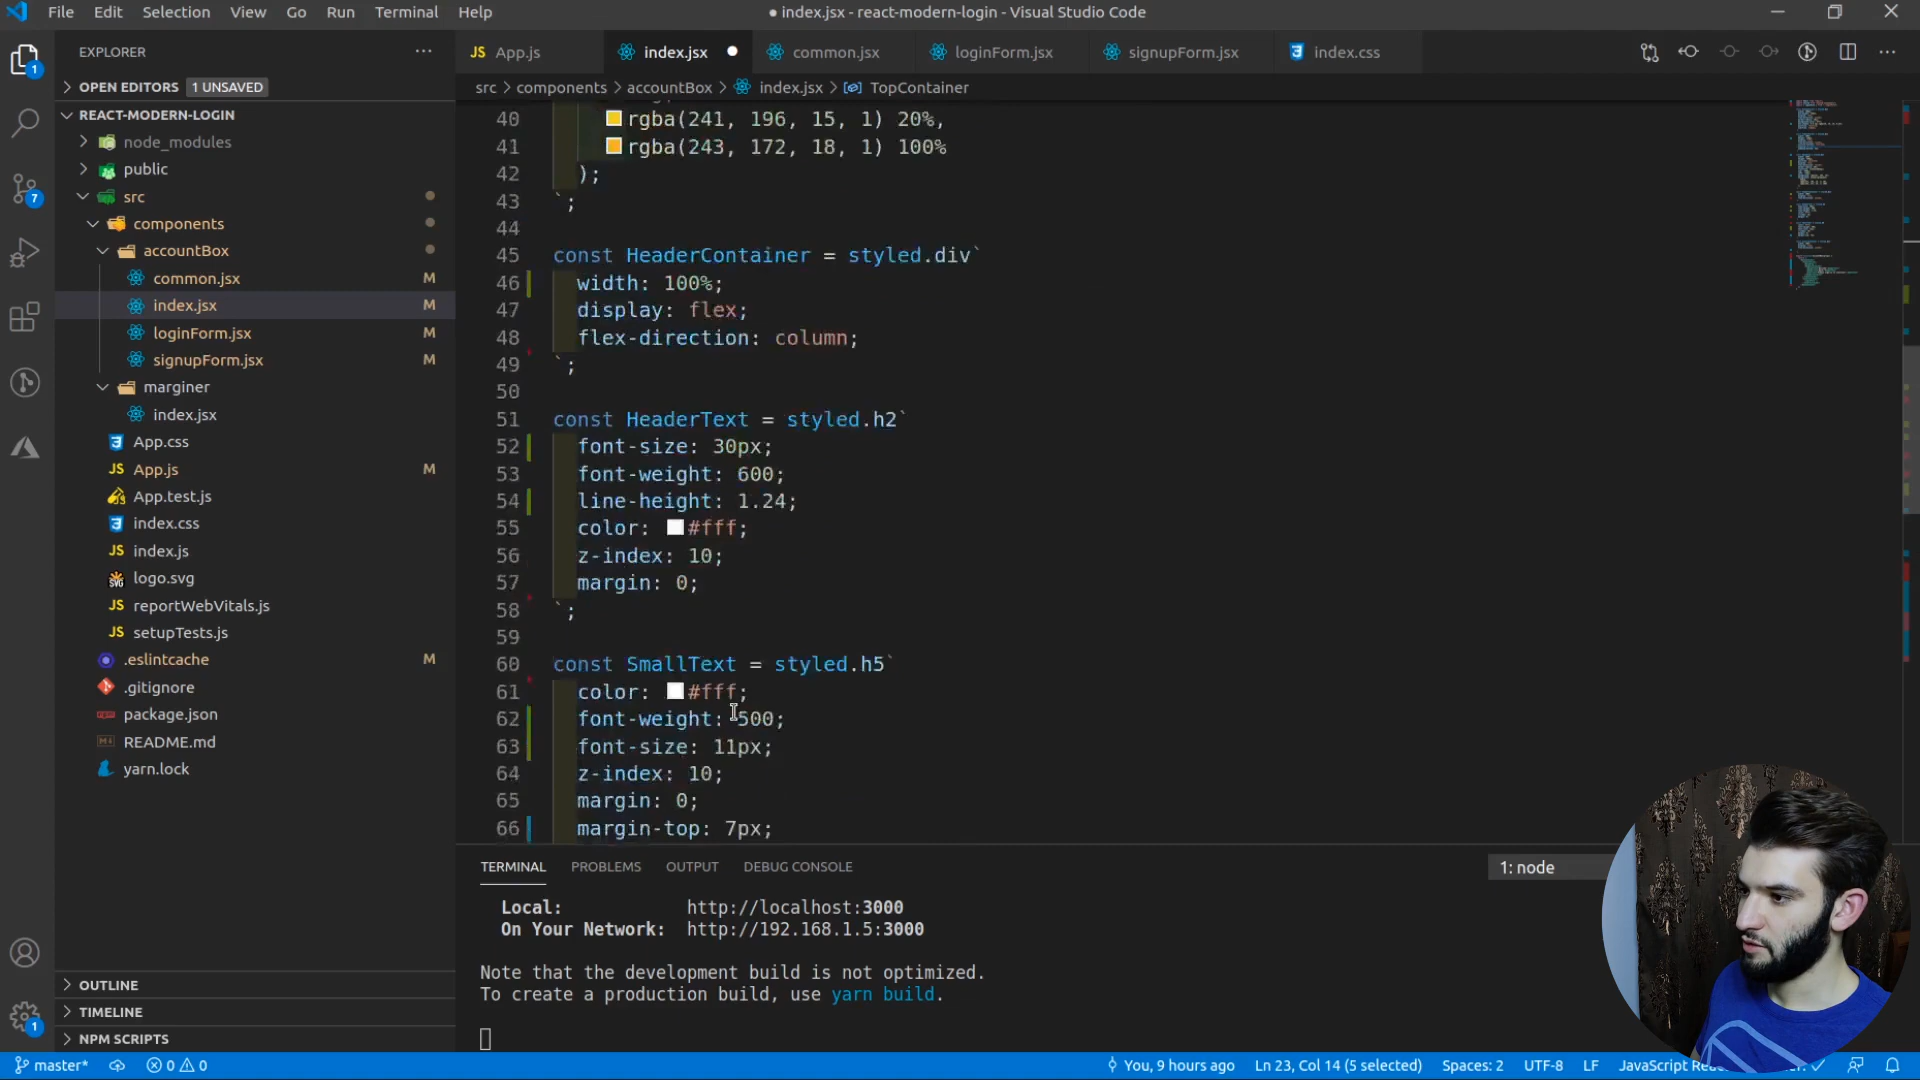 File Edit Selection View Go Run Terminal Help
● index.jsx - react-modern-login - Visual Studio Code
EXPLORER
OPEN EDITORS 1 UNSAVED
REACT-MODERN-LOGIN
node_modules
public
src
components
accountBox
common.jsx M
index.jsx M
loginForm.jsx M
signupForm.jsx M
marginer
index.jsx
App.css
App.js M
App.test.js
index.css
index.js
logo.svg
reportWebVitals.js
setupTests.js
.eslintcache M
.gitignore
package.json
README.md
yarn.lock
OUTLINE
TIMELINE
NPM SCRIPTS
1
7
1
JS App.js index.jsx ● common.jsx loginForm.jsx signupForm.jsx index.css
src > components > accountBox > index.jsx > TopContainer
40 rgba(241, 196, 15, 1) 20%,
41 rgba(243, 172, 18, 1) 100%
42 );
43 `;
44
45 const HeaderContainer = styled.div`
46 width: 100%;
47 display: flex;
48 flex-direction: column;
49 `;
50
51 const HeaderText = styled.h2`
52 font-size: 30px;
53 font-weight: 600;
54 line-height: 1.24;
55 color: #fff;
56 z-index: 10;
57 margin: 0;
58 `;
59
60 const SmallText = styled.h5`
61 color: #fff;
62 font-weight: 500;
63 font-size: 11px;
64 z-index: 10;
65 margin: 0;
66 margin-top: 7px;
TERMINAL PROBLEMS OUTPUT DEBUG CONSOLE 1: node
Local: http://localhost:3000
On Your Network: http://192.168.1.5:3000
Note that the development build is not optimized.
To create a production build, use yarn build.
master* 0 0 You, 9 hours ago Ln 23, Col 14 (5 selected) Spaces: 2 UTF-8 LF JavaScript